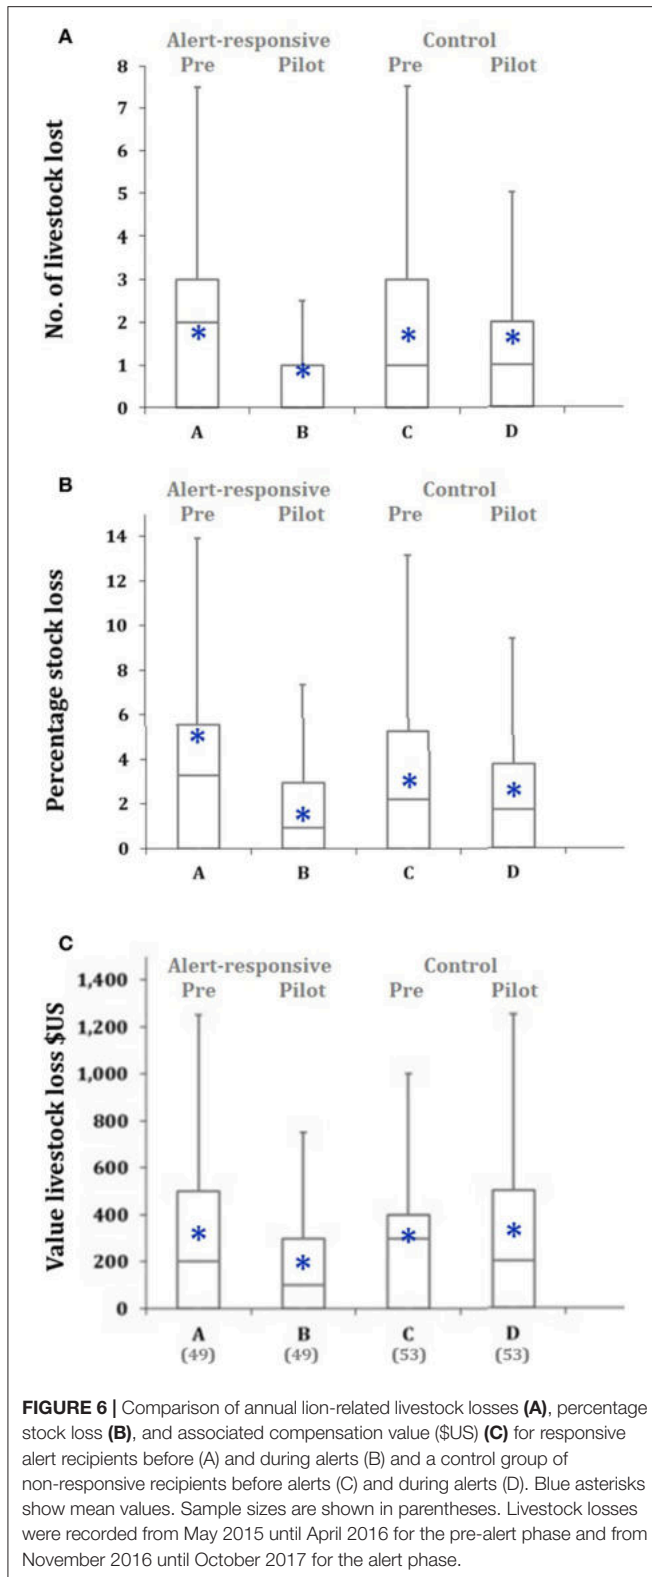 A
Alert-responsive Control
Pre Pilot Pre Pilot
No. of livestock lost
8
7
6
5
4
3
2
1
0
A B C D
B
Alert-responsive Control
Pre Pilot Pre Pilot
Percentage stock loss
14
12
10
8
6
4
2
0
A B C D
C
Alert-responsive Control
Pre Pilot Pre Pilot
Value livestock loss $US
1,400
1,200
1,000
800
600
400
200
0
A B C D
(49) (49) (53) (53)
FIGURE 6 | Comparison of annual lion-related livestock losses (A), percentage
stock loss (B), and associated compensation value ($US) (C) for responsive
alert recipients before (A) and during alerts (B) and a control group of
non-responsive recipients before alerts (C) and during alerts (D). Blue asterisks
show mean values. Sample sizes are shown in parentheses. Livestock losses
were recorded from May 2015 until April 2016 for the pre-alert phase and from
November 2016 until October 2017 for the alert phase.